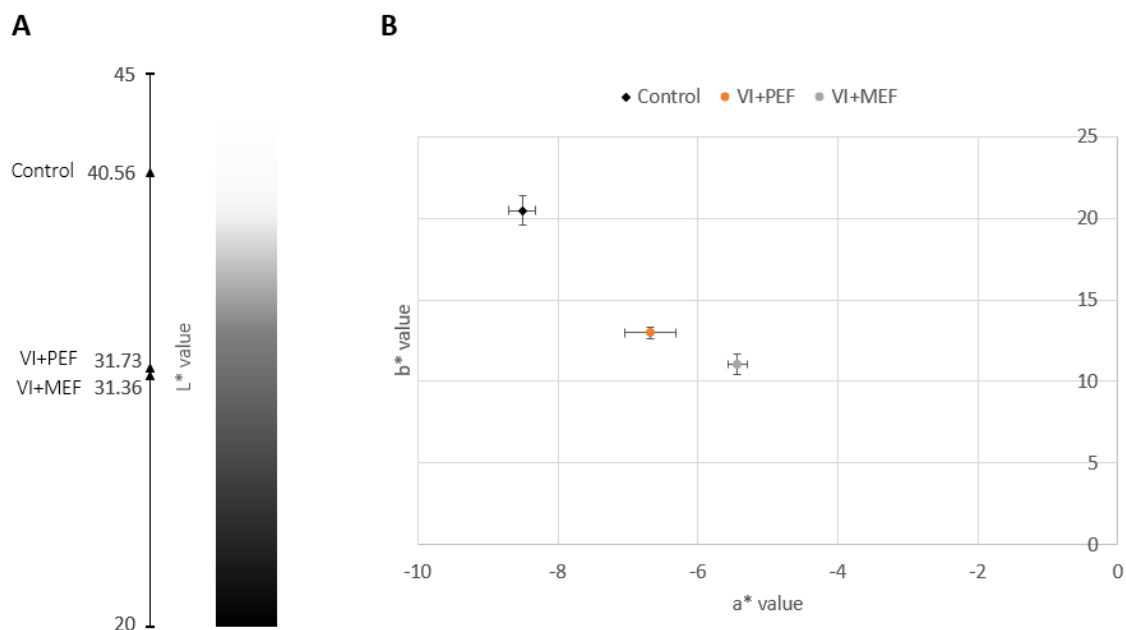 A
45
Control 40.56
VI+PEF 31.73
VI+MEF 31.36
L* value
20
B
Control VI+PEF VI+MEF
25
20
15
10
5
0
b* value
-10 -8 -6 -4 -2 0
a* value